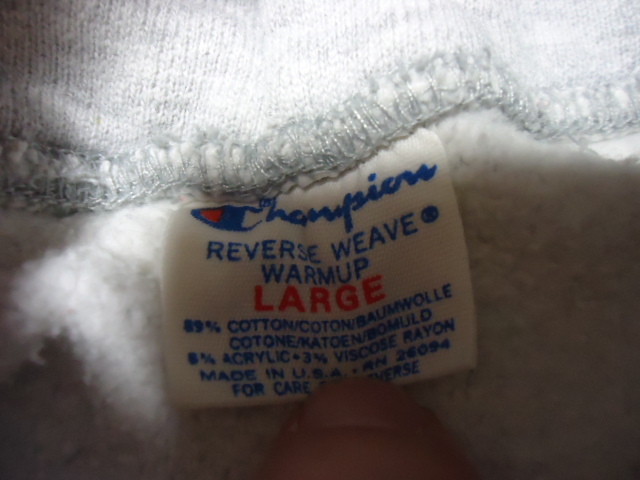 Champion
REVERSE WEAVE®
WARMUP
LARGE
89% COTTON/COTON/BAUMWOLLE
COTONE/KATOEN/BOMULD
8% ACRYLIC + 3% VISCOSE RAYON
MADE IN U.S.A. • RN 26094
FOR CARE REVERSE